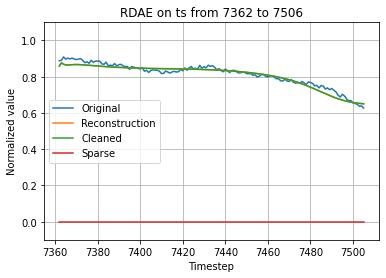 RDAE on ts from 7362 to 7506
1.0
0.8
0.6
0.4
0.2
0.0
Normalized value
Original
Reconstruction
Cleaned
Sparse
7360 7380 7400 7420 7440 7460 7480 7500
Timestep